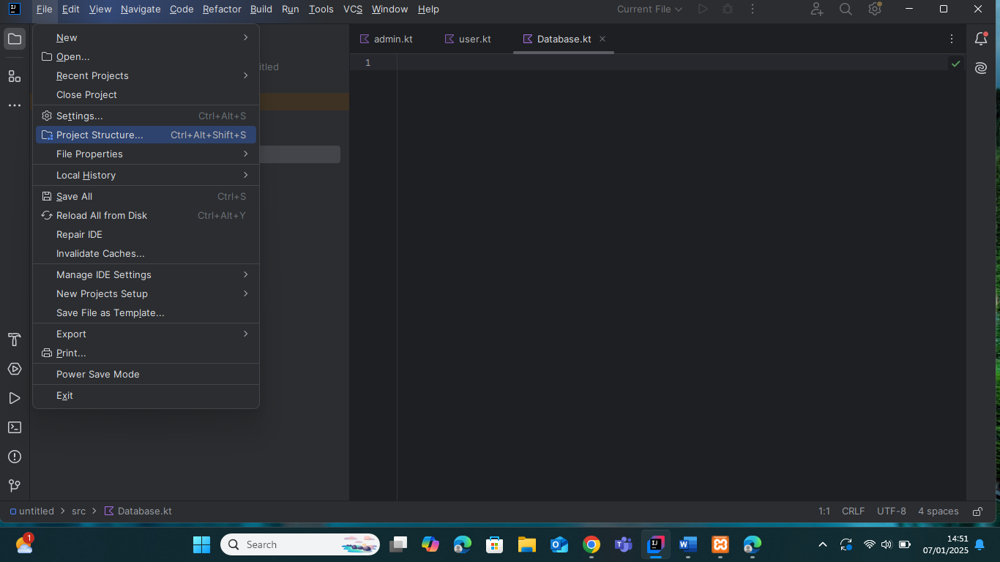 File Edit View Navigate Code Refactor Build Run Tools VCS Window Help Current File
New
Open...
Recent Projects
Close Project
Settings... Ctrl+Alt+S
Project Structure... Ctrl+Alt+Shift+S
File Properties
Local History
Save All Ctrl+S
Reload All from Disk Ctrl+Alt+Y
Repair IDE
Invalidate Caches...
Manage IDE Settings
New Projects Setup
Save File as Template...
Export
Print...
Power Save Mode
Exit
itled
admin.kt user.kt Database.kt
1
untitled > src > Database.kt 1:1 CRLF UTF-8 4 spaces
1 Search 14:51
07/01/2025